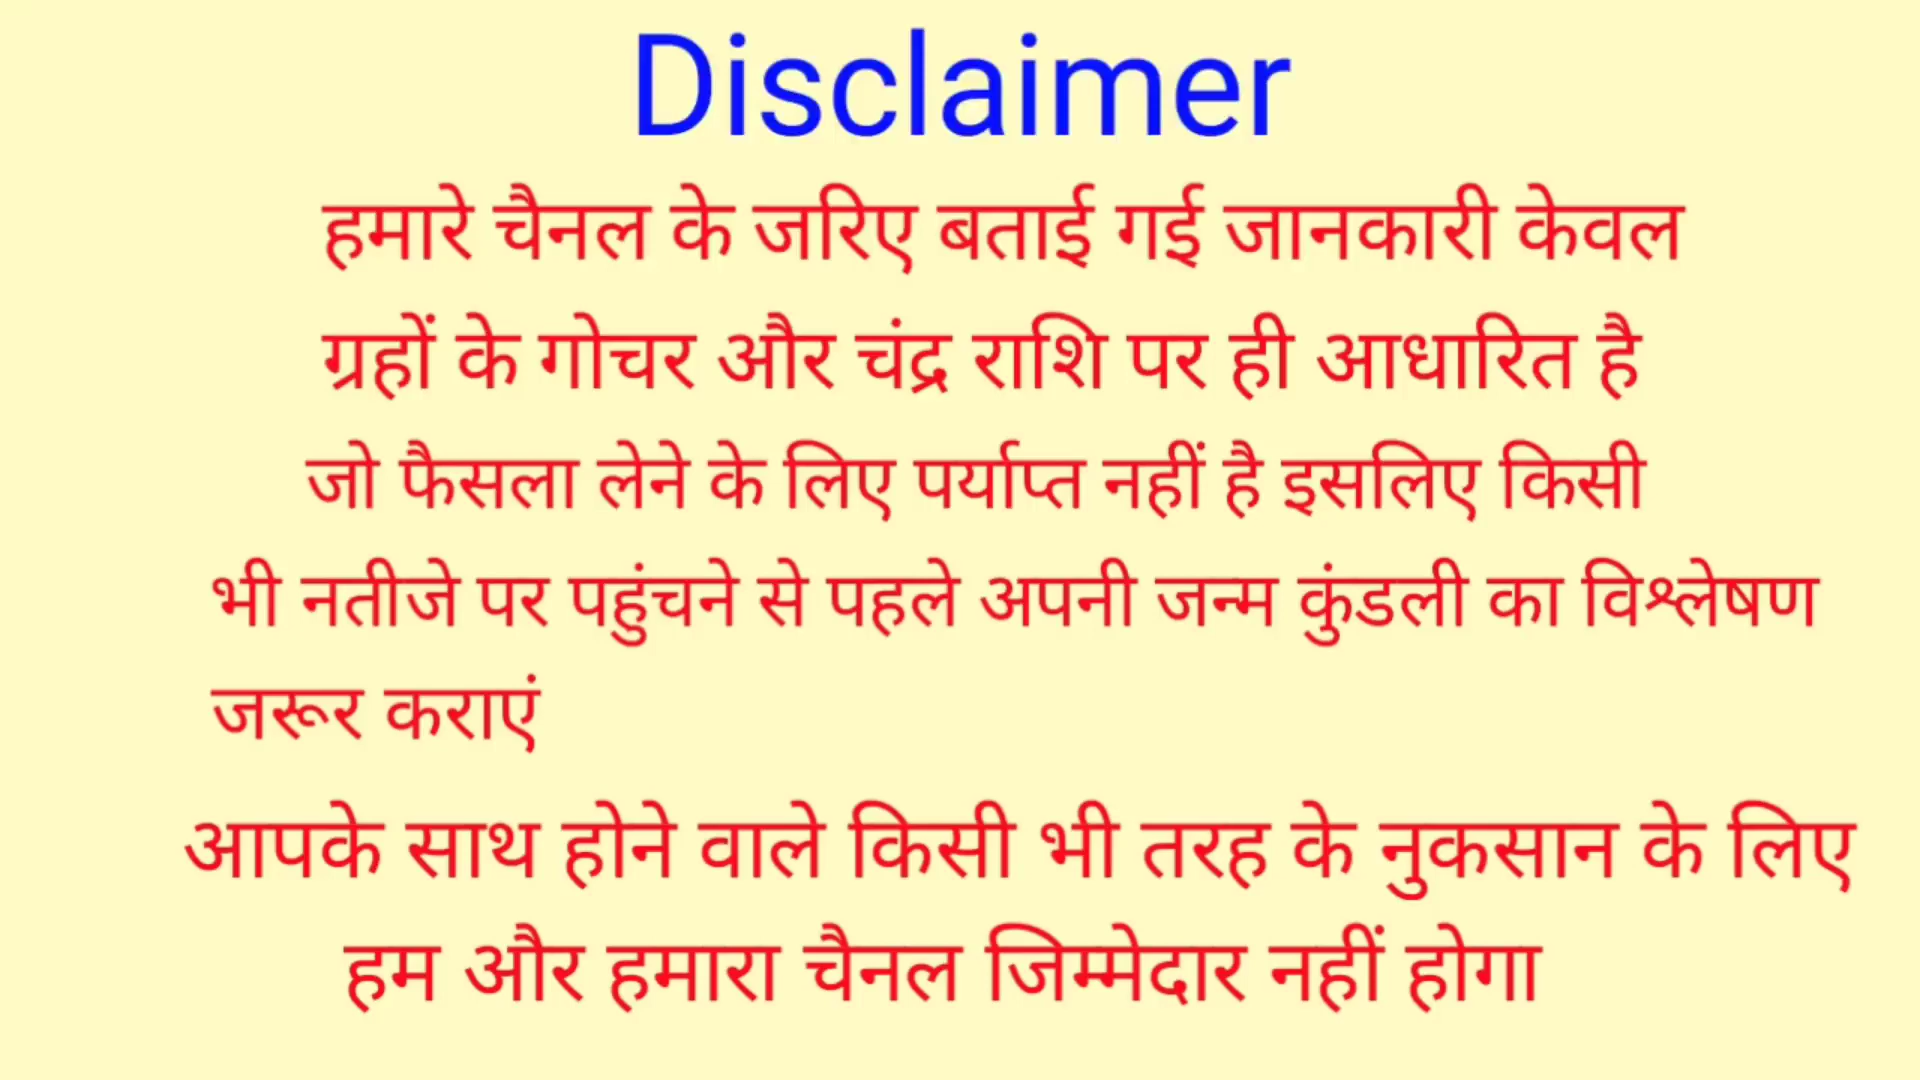 Disclaimer
हमारे चैनल के जरिए बताई गई जानकारी केवल
ग्रहों के गोचर और चंद्र राशि पर ही आधारित है
जो फैसला लेने के लिए पर्याप्त नहीं है इसलिए किसी
भी नतीजे पर पहुंचने से पहले अपनी जन्म कुंडली का विश्लेषण
जरूर कराएं
आपके साथ होने वाले किसी भी तरह के नुकसान के लिए
हम और हमारा चैनल जिम्मेदार नहीं होगा